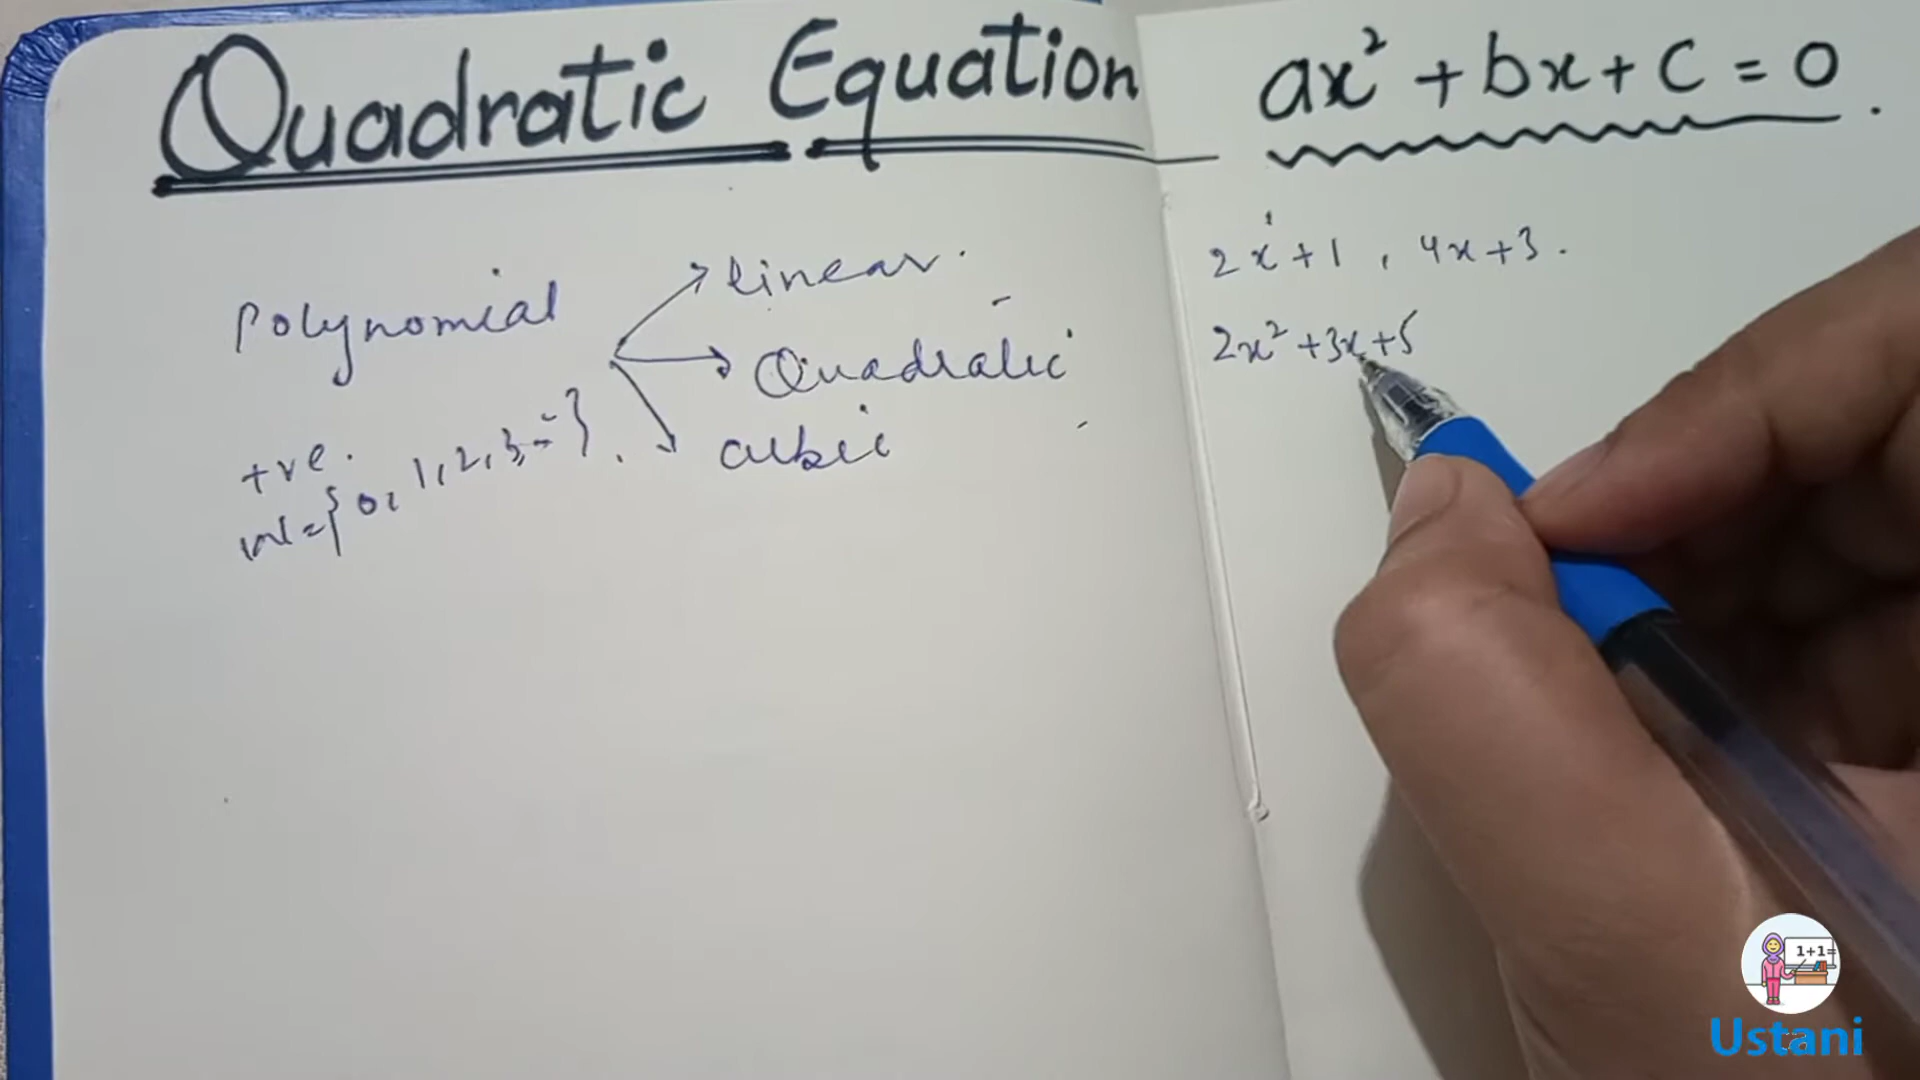 Quadratic Equation
ax² + bx + c = 0.
Polynomial
linear.
Quadratic
cubic
+ve.
W = { 0, 1, 2, 3, -- }.
2x¹ + 1 , 4x + 3.
2x² + 3x + 5
1+1=
Ustani